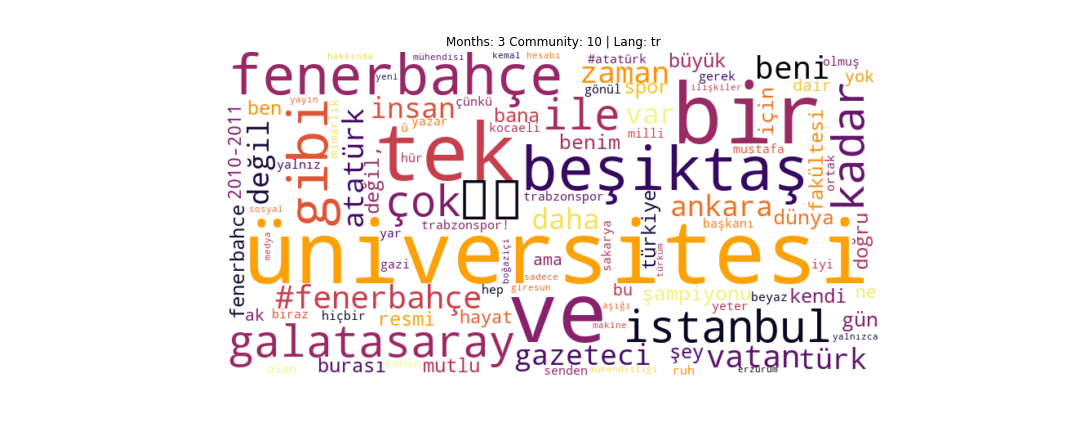 Months: 3 Community: 10 | Lang: tr
hakkında mühendisi kemal hesabı #atatürk büyük beni olmuş
fenerbahçe yeni zaman gerek yok
gönül spor ilişkiler dair
ben yayın insan çünkü bana ile var bir için kadar
2010-2011 değil gibi mimarlık atatürk û yazar kocaeli milli fakültesi
tek hür benim mustafa ortak
yalnız değil, beşiktaş
çok trabzonspor ankara dünya
fenerbahce sosyal trabzonspor! daha türkiye başkanı doğru
medya yar üniversitesi boğaziçi sakarya
gazi ama türkum iyi
sadece
#fenerbahçe hep giresun bu şampiyonu beyaz kendi ne
ak biraz hiçbir resmi hayat ve aşığı yeter gün
makine istanbul yalnızca
galatasaray gazeteci şey vatan türk
burası senin mutlu
olan senden mühendisliği ruh erzurum